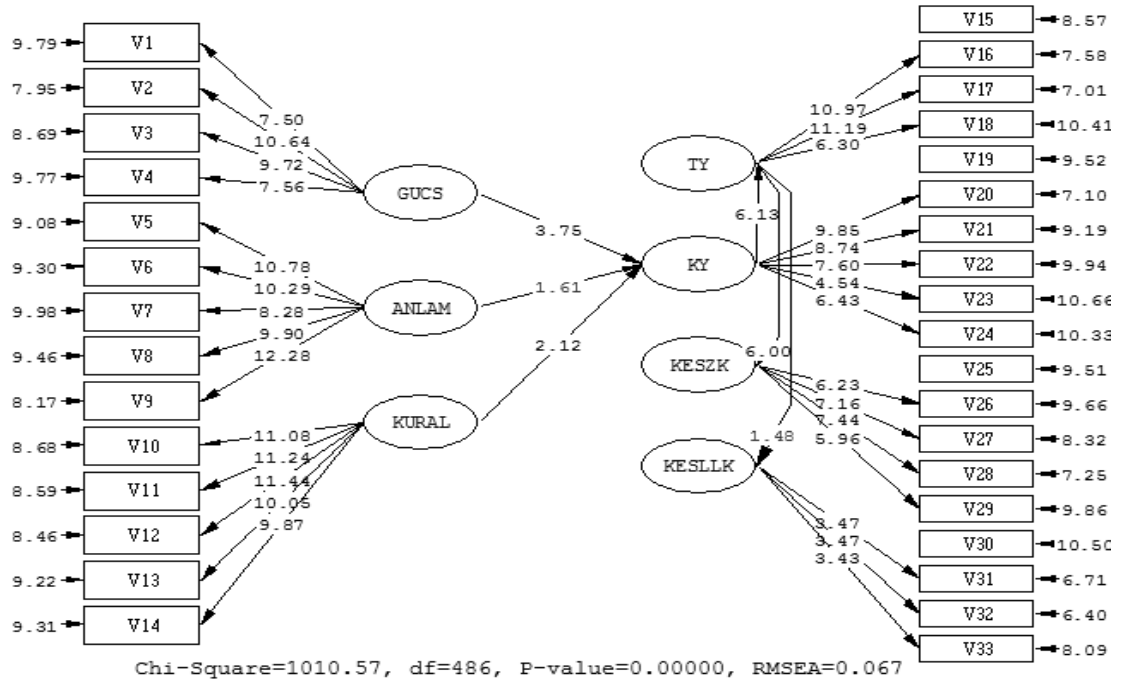 9.79 V1
7.95 V2
8.69 V3
9.77 V4
9.08 V5
9.30 V6
9.98 V7
9.46 V8
8.17 V9
8.68 V10
8.59 V11
8.46 V12
9.22 V13
9.31 V14
7.50
10.64
9.72
7.56
10.78
10.29
8.28
9.90
12.28
11.08
11.24
11.44
10.05
9.87
GUCS
ANLAM
KURAL
3.75
1.61
2.12
TY
KY
KESZK
KESLLK
6.13
6.00
1.48
10.97
11.19
6.30
9.85
8.74
7.60
4.54
6.43
6.23
7.16
7.44
5.96
3.47
3.47
3.43
V15 8.57
V16 7.58
V17 7.01
V18 10.41
V19 9.52
V20 7.10
V21 9.19
V22 9.94
V23 10.66
V24 10.33
V25 9.51
V26 9.66
V27 8.32
V28 7.25
V29 9.86
V30 10.50
V31 6.71
V32 6.40
V33 8.09
Chi-Square=1010.57, df=486, P-value=0.00000, RMSEA=0.067